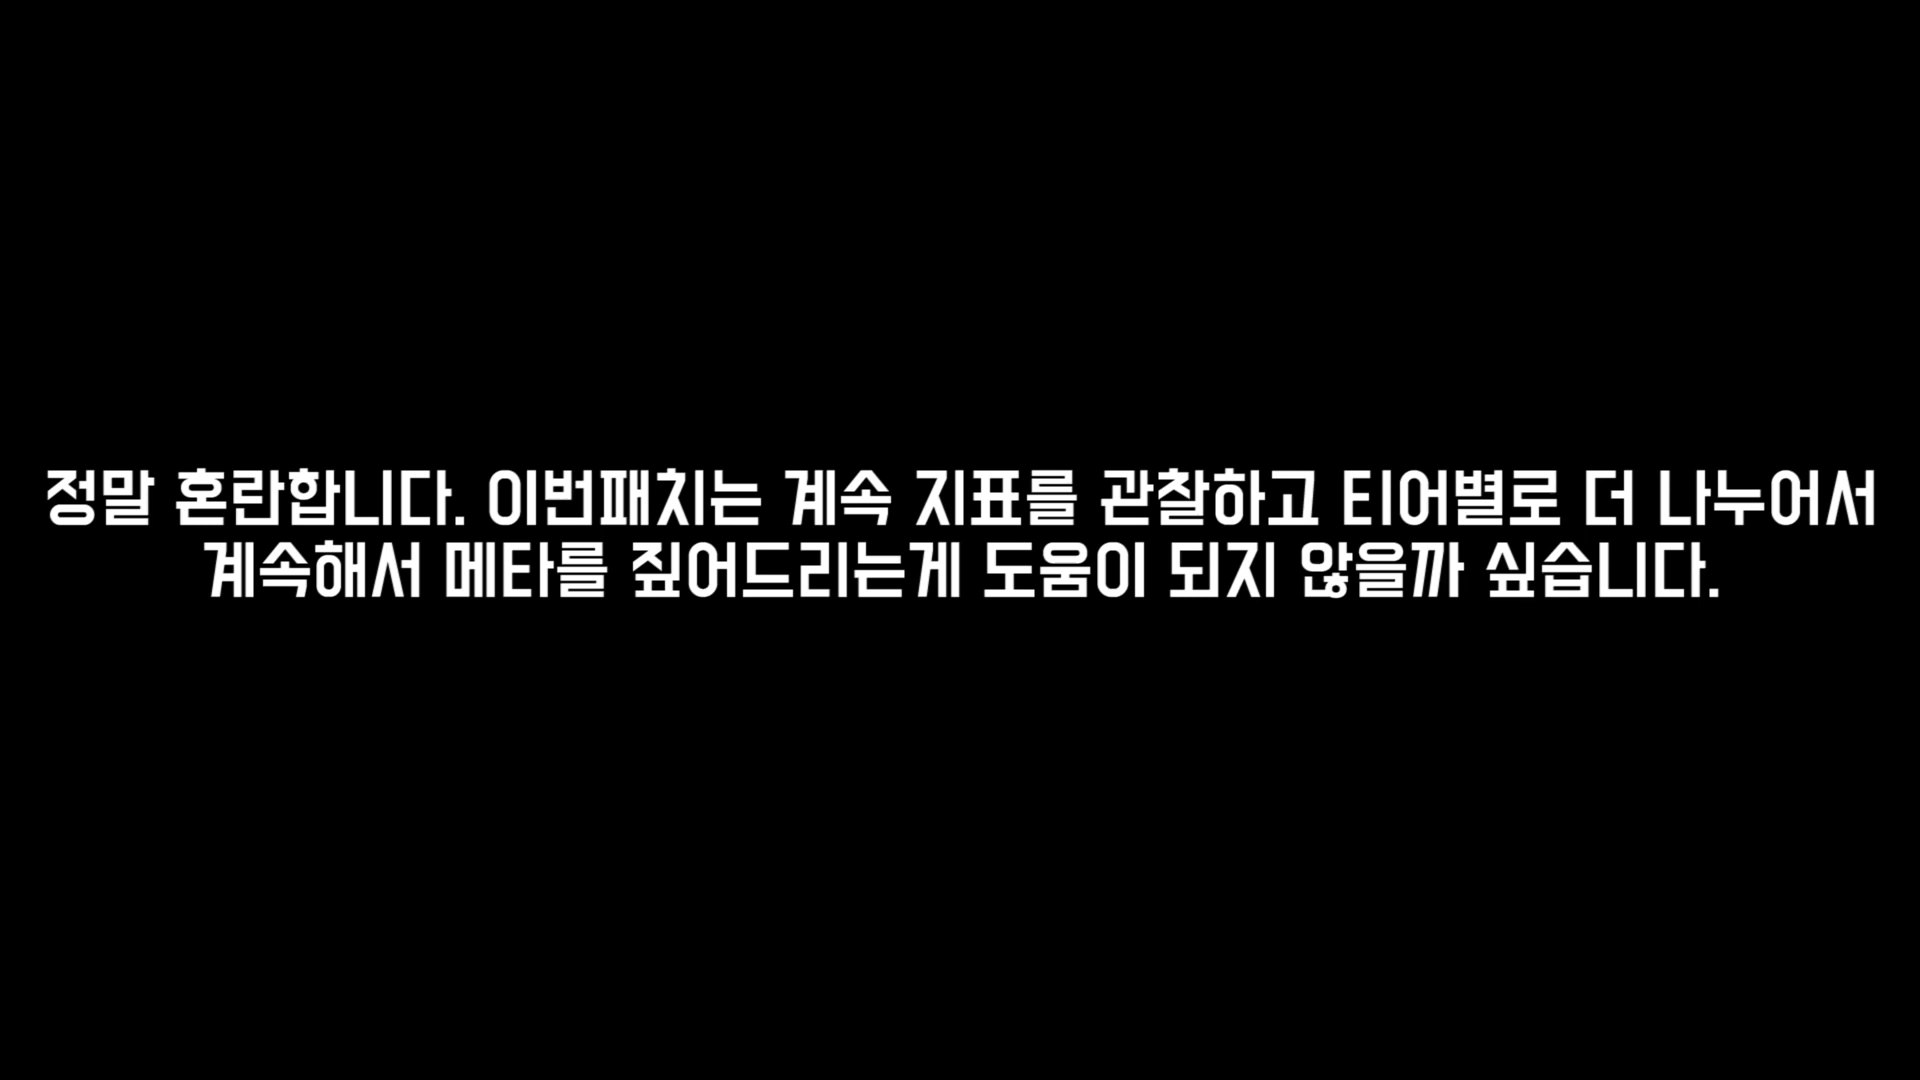 정말 혼란합니다. 이번패치는 계속 지표를 관찰하고 티어별로 더 나누어서
계속해서 메타를 짚어드리는게 도움이 되지 않을까 싶습니다.